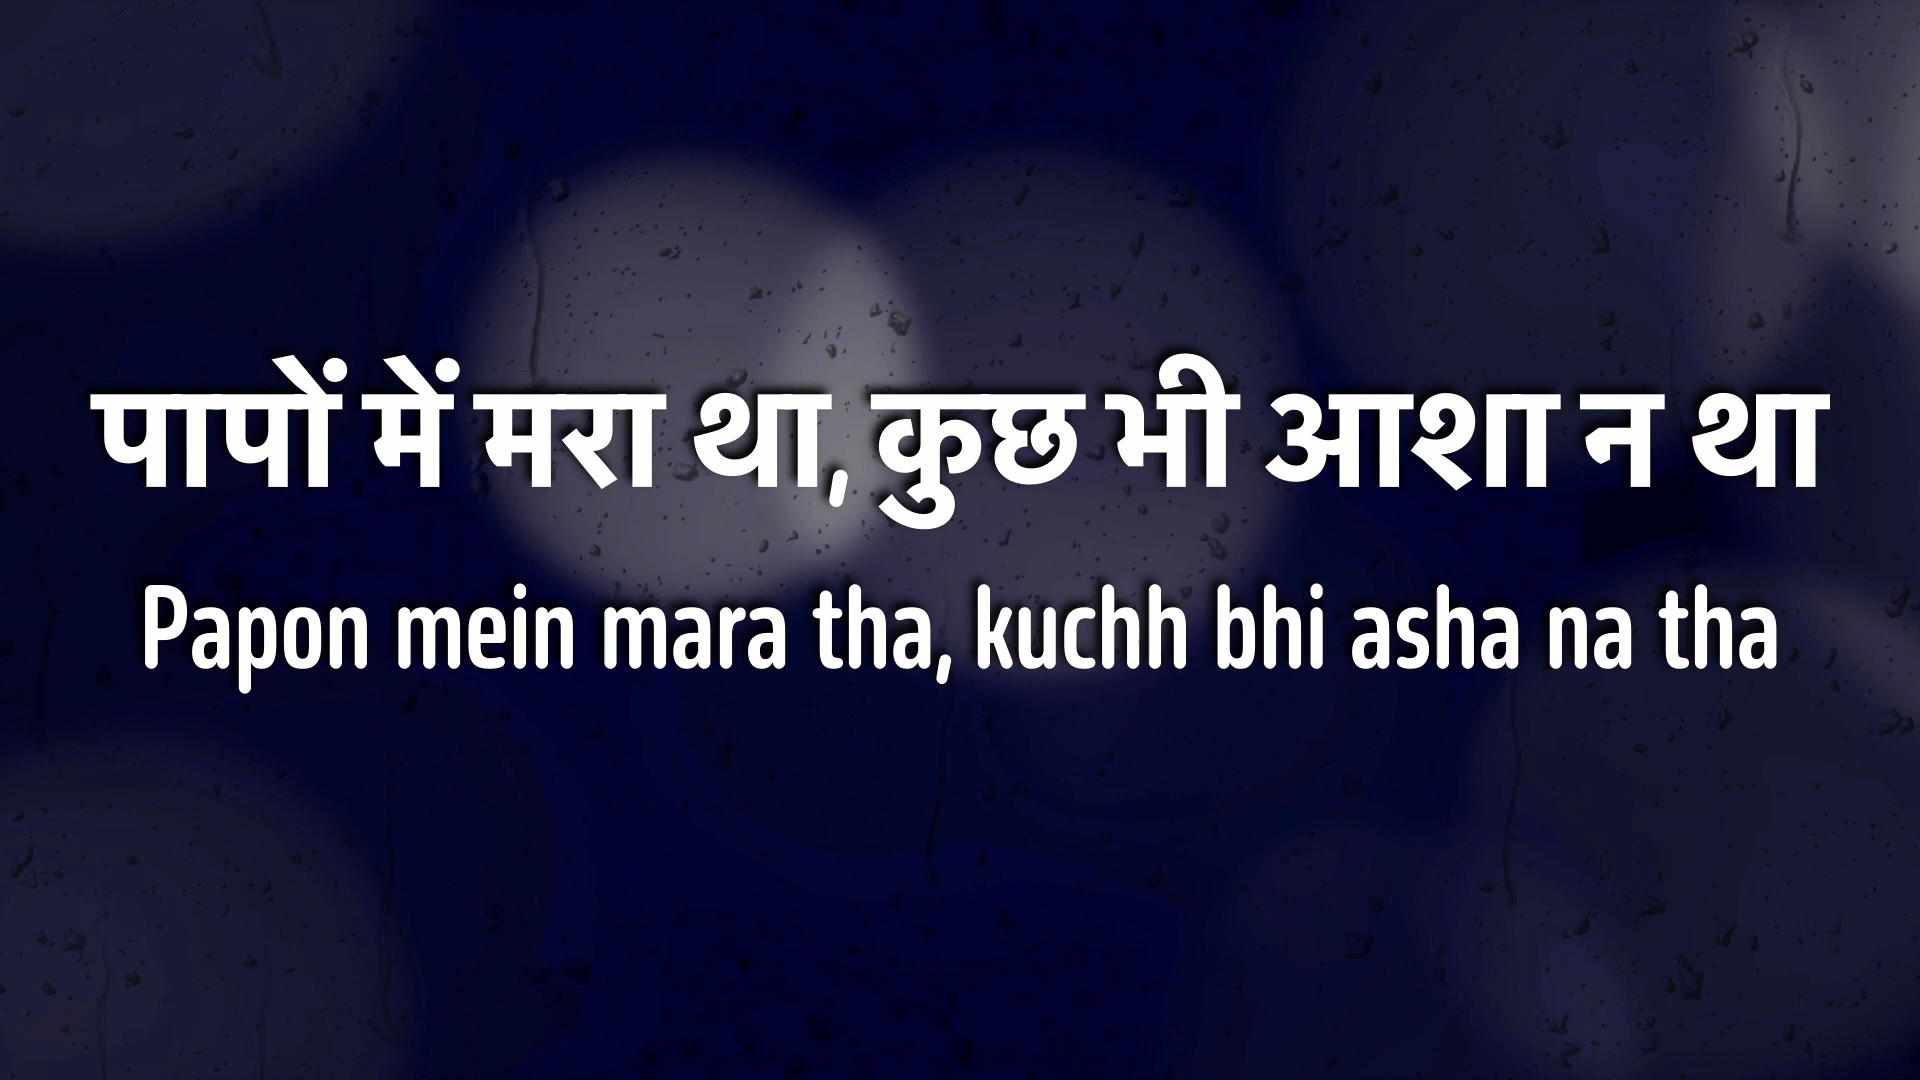 पापों में मरा था, कुछ भी आशा न था
Papon mein mara tha, kuchh bhi asha na tha